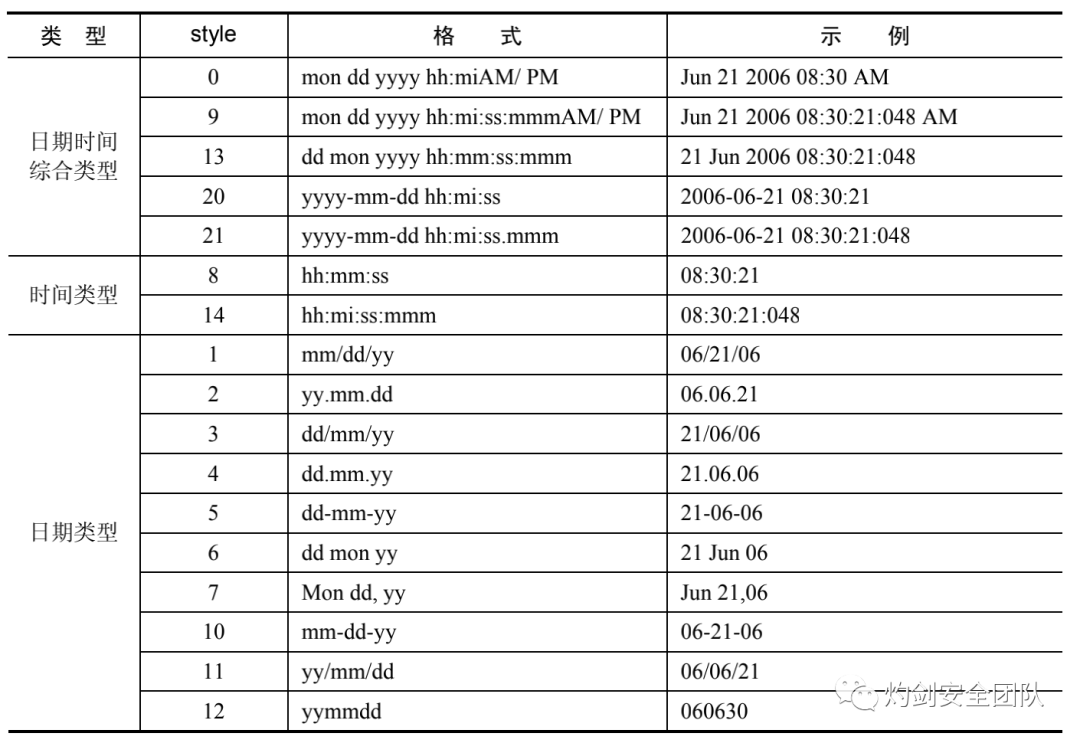 类 型 style 格 式 示 例
日期时间
综合类型
0 mon dd yyyy hh:miAM/ PM Jun 21 2006 08:30 AM
9 mon dd yyyy hh:mi:ss:mmmAM/ PM Jun 21 2006 08:30:21:048 AM
13 dd mon yyyy hh:mm:ss:mmm 21 Jun 2006 08:30:21:048
20 yyyy-mm-dd hh:mi:ss 2006-06-21 08:30:21
21 yyyy-mm-dd hh:mi:ss.mmm 2006-06-21 08:30:21:048
时间类型
8 hh:mm:ss 08:30:21
14 hh:mi:ss:mmm 08:30:21:048
日期类型
1 mm/dd/yy 06/21/06
2 yy.mm.dd 06.06.21
3 dd/mm/yy 21/06/06
4 dd.mm.yy 21.06.06
5 dd-mm-yy 21-06-06
6 dd mon yy 21 Jun 06
7 Mon dd, yy Jun 21,06
10 mm-dd-yy 06-21-06
11 yy/mm/dd 06/06/21
12 yymmdd 060630
灼剑安全团队